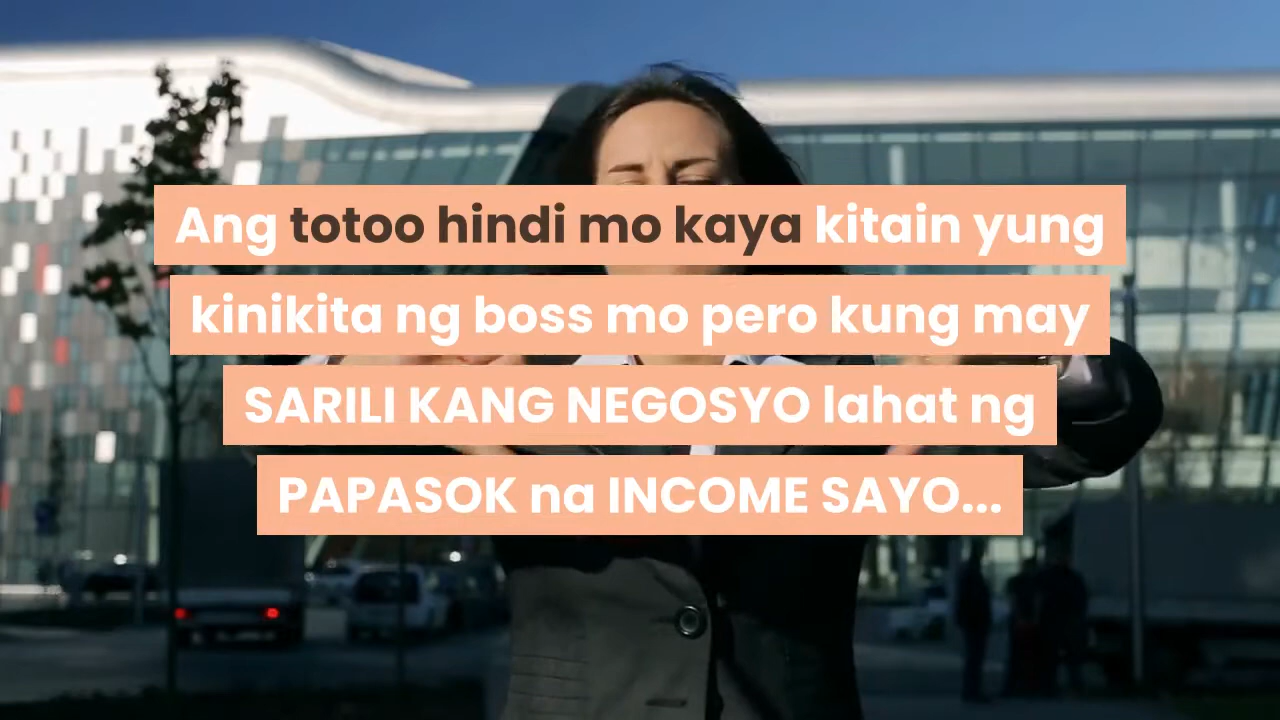 Ang totoo hindi mo kaya kitain yung
kinikita ng boss mo pero kung may
SARILI KANG NEGOSYO lahat ng
PAPASOK na INCOME SAYO...